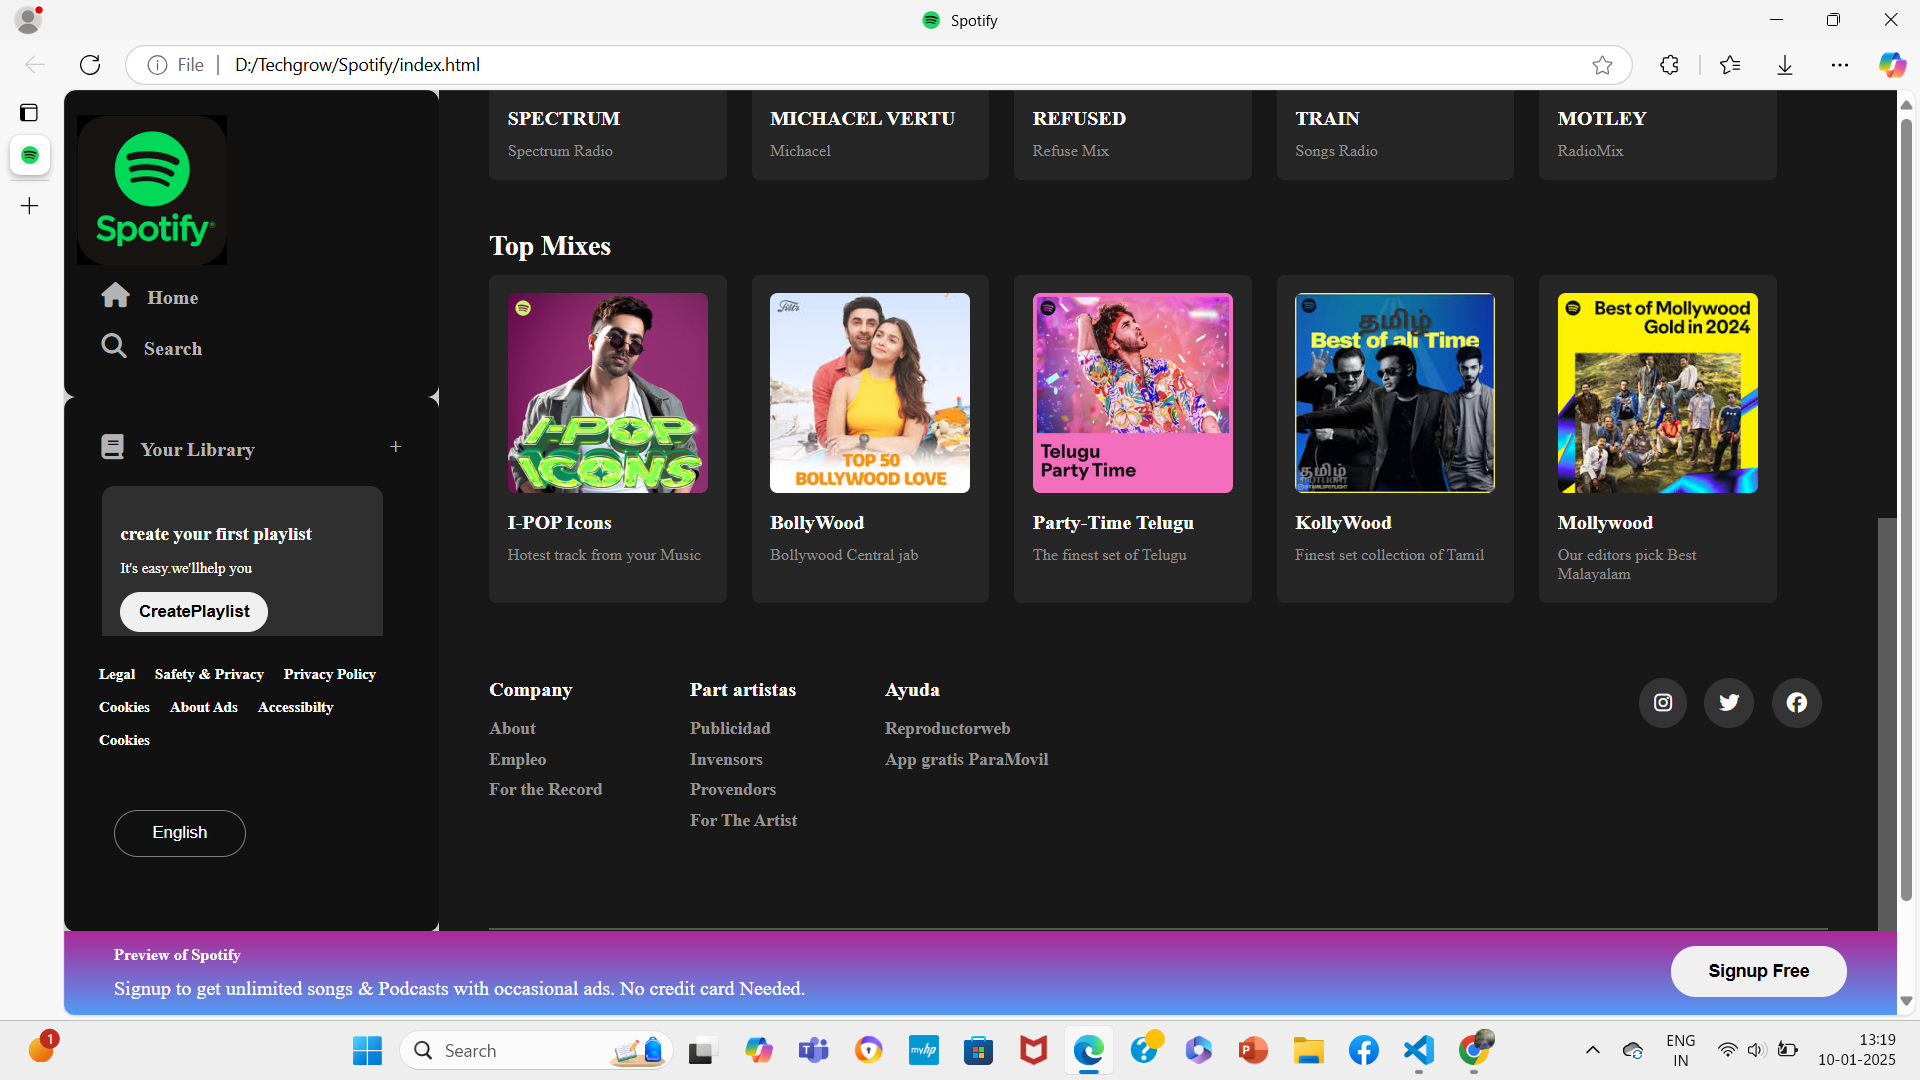 Spotify
File
D:/Techgrow/Spotify/index.html
Spotify
Home
Search
Your Library
+
create your first playlist
It's easy.we'llhelp you
CreatePlaylist
Legal Safety & Privacy Privacy Policy
Cookies About Ads Accessibilty
Cookies
English
SPECTRUM
Spectrum Radio
MICHACEL VERTU
Michacel
REFUSED
Refuse Mix
TRAIN
Songs Radio
MOTLEY
RadioMix
Top Mixes
I-POP
ICONS
I-POP Icons
Hotest track from your Music
Filtr
TOP 50
BOLLYWOOD LOVE
BollyWood
Bollywood Central jab
Telugu
Party Time
Party-Time Telugu
The finest set of Telugu
தமிழ்
Best of all Time
தமிழ்
KollyWood
Finest set collection of Tamil
Best of Mollywood
Gold in 2024
Mollywood
Our editors pick Best
Malayalam
Company
About
Empleo
For the Record
Part artistas
Publicidad
Invensors
Provendors
For The Artist
Ayuda
Reproductorweb
App gratis ParaMovil
Preview of Spotify
Signup to get unlimited songs & Podcasts with occasional ads. No credit card Needed.
Signup Free
1
Search
myhp
ENG
IN
13:19
10-01-2025